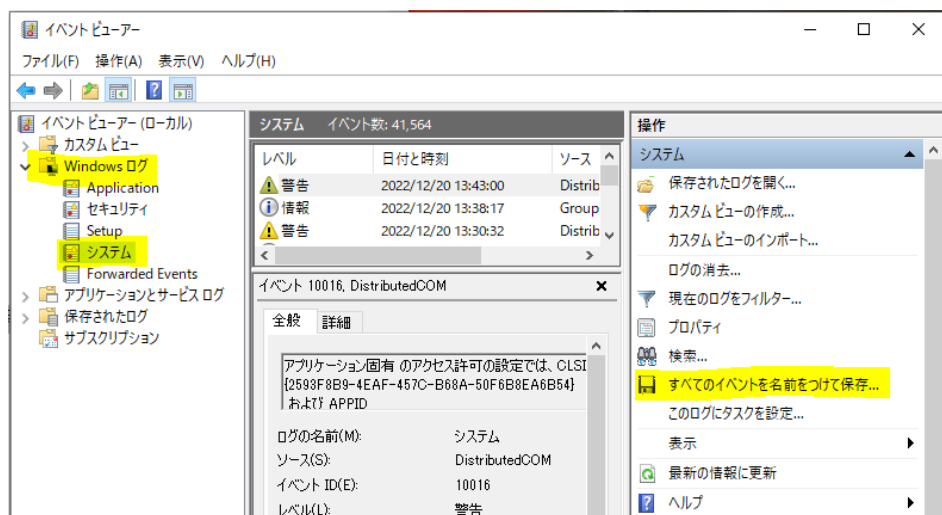 イベント ビューアー
ファイル(F) 操作(A) 表示(V) ヘルプ(H)
イベント ビューアー (ローカル)
カスタム ビュー
Windows ログ
Application
セキュリティ
Setup
システム
Forwarded Events
アプリケーションとサービス ログ
保存されたログ
サブスクリプション
システム イベント数: 41,564
レベル 日付と時刻 ソース
警告 2022/12/20 13:43:00 Distrib
情報 2022/12/20 13:38:17 Group
警告 2022/12/20 13:30:32 Distrib
イベント 10016, DistributedCOM
全般 詳細
アプリケーション固有 のアクセス許可の設定では、CLSI
{2593F8B9-4EAF-457C-B68A-50F6B8EA6B54}
および APPID
ログの名前(M): システム
ソース(S): DistributedCOM
イベント ID(E): 10016
レベル(L): 警告
操作
システム
保存されたログを開く...
カスタム ビューの作成...
カスタム ビューのインポート...
ログの消去...
現在のログをフィルター...
プロパティ
検索...
すべてのイベントを名前をつけて保存...
このログにタスクを設定...
表示
最新の情報に更新
ヘルプ